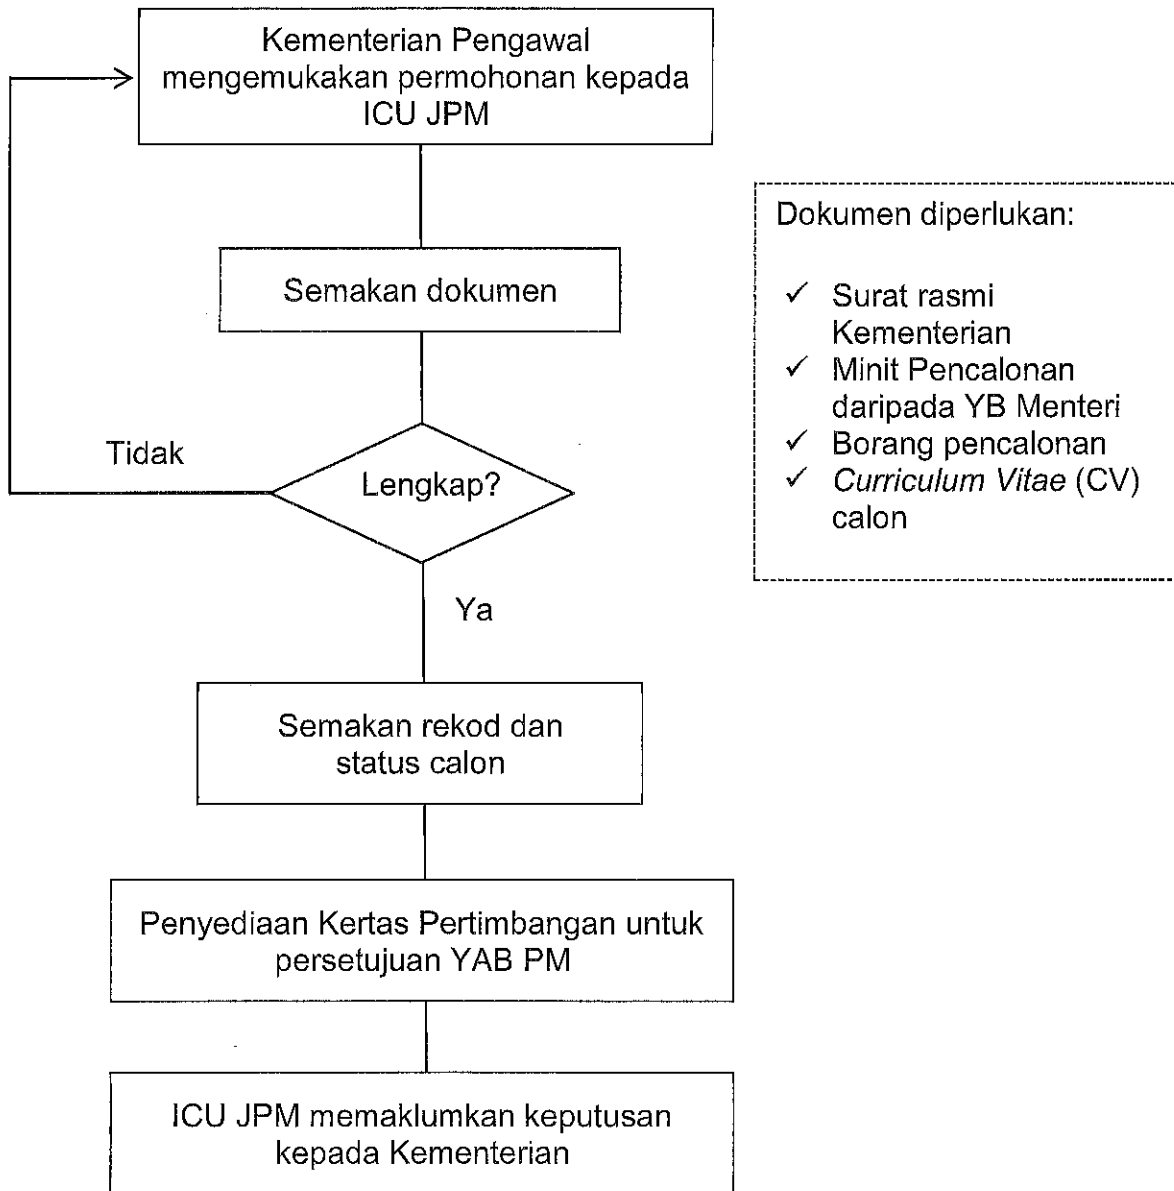 Kementerian Pengawal
mengemukakan permohonan kepada
ICU JPM
Dokumen diperlukan:
✓ Surat rasmi
Kementerian
✓ Minit Pencalonan
daripada YB Menteri
✓ Borang pencalonan
✓ Curriculum Vitae (CV)
calon
Semakan dokumen
Tidak
Lengkap?
Ya
Semakan rekod dan
status calon
Penyediaan Kertas Pertimbangan untuk
persetujuan YAB PM
ICU JPM memaklumkan keputusan
kepada Kementerian